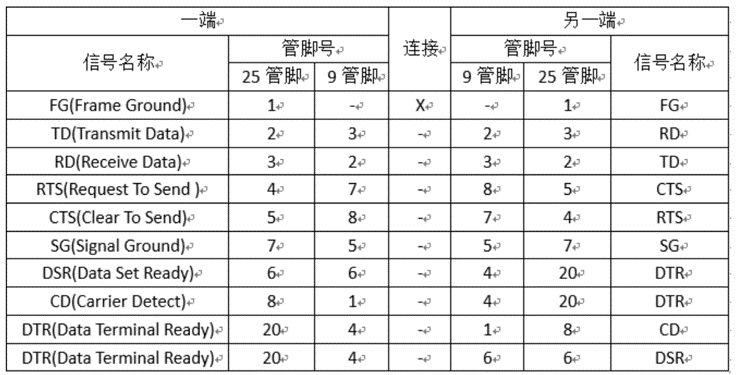 一端 连接 另一端
信号名称 管脚号 管脚号 信号名称
25 管脚 9 管脚 9 管脚 25 管脚
FG(Frame Ground) 1 - X - 1 FG
TD(Transmit Data) 2 3 - 2 3 RD
RD(Receive Data) 3 2 - 3 2 TD
RTS(Request To Send ) 4 7 - 8 5 CTS
CTS(Clear To Send) 5 8 - 7 4 RTS
SG(Signal Ground) 7 5 - 5 7 SG
DSR(Data Set Ready) 6 6 - 4 20 DTR
CD(Carrier Detect) 8 1 - 4 20 DTR
DTR(Data Terminal Ready) 20 4 - 1 8 CD
DTR(Data Terminal Ready) 20 4 - 6 6 DSR